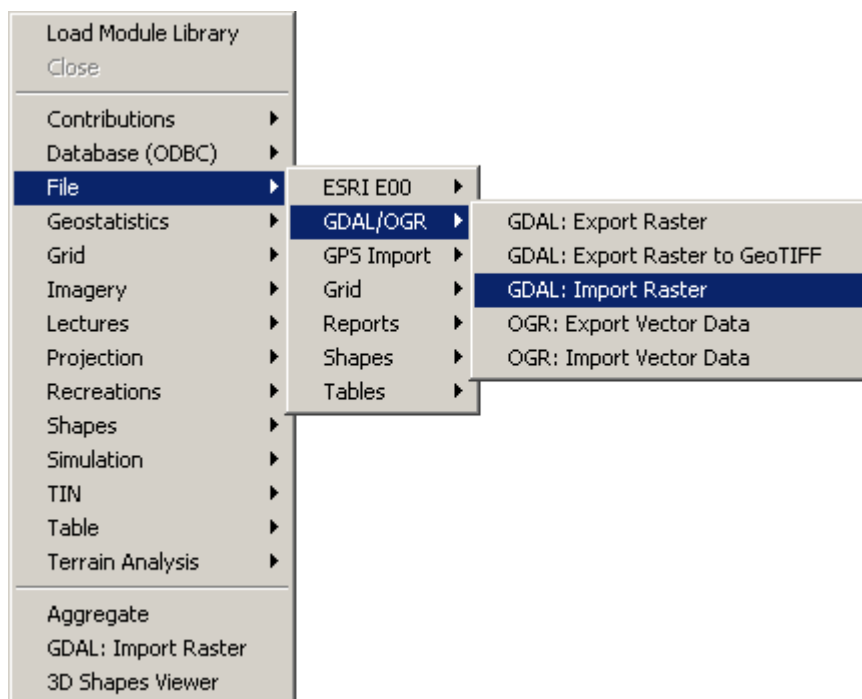 Load Module Library
Close
Contributions
Database (ODBC)
File
Geostatistics
Grid
Imagery
Lectures
Projection
Recreations
Shapes
Simulation
TIN
Table
Terrain Analysis
Aggregate
GDAL: Import Raster
3D Shapes Viewer
ESRI E00
GDAL/OGR
GPS Import
Grid
Reports
Shapes
Tables
GDAL: Export Raster
GDAL: Export Raster to GeoTIFF
GDAL: Import Raster
OGR: Export Vector Data
OGR: Import Vector Data